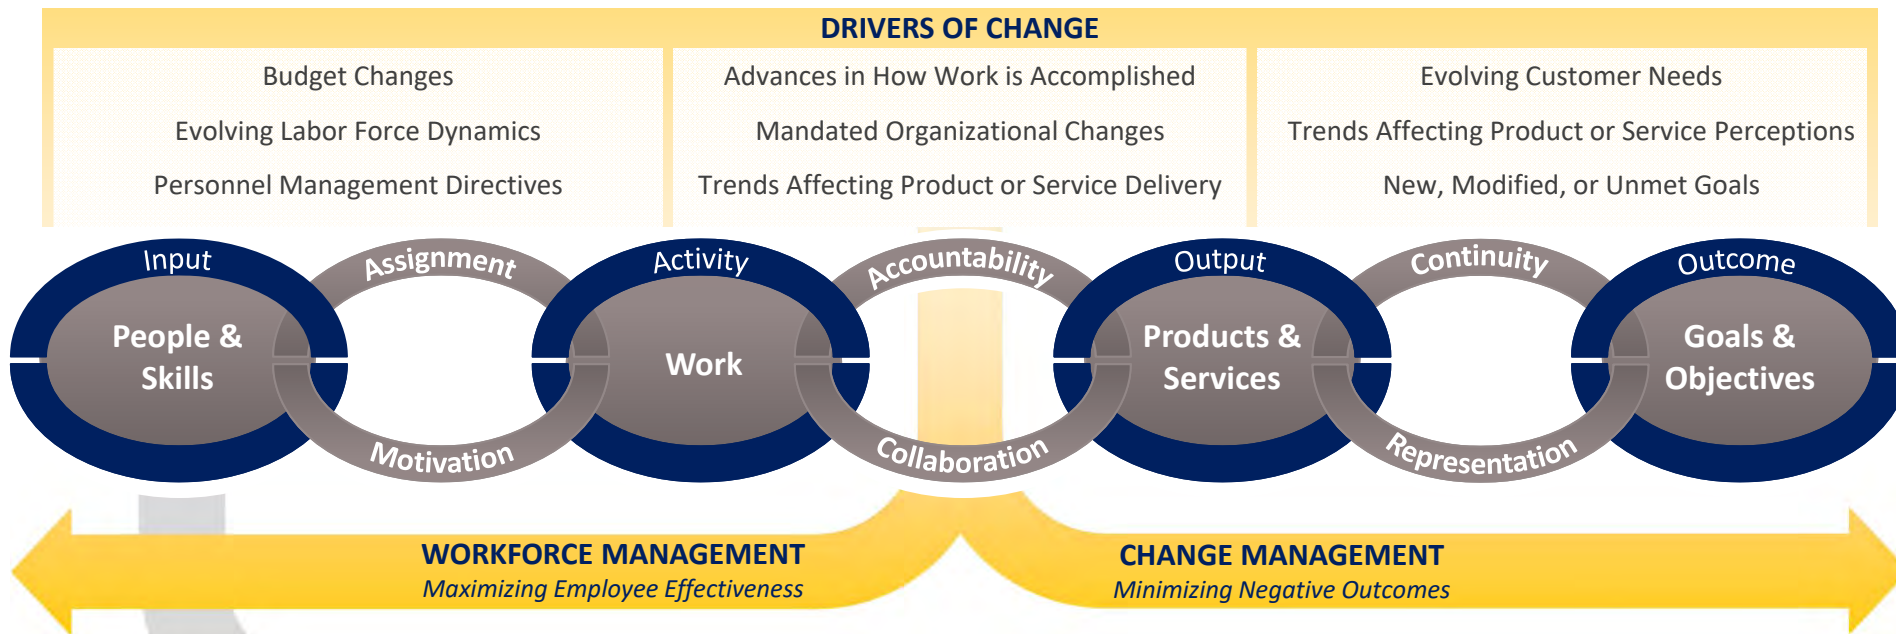 DRIVERS OF CHANGE
Budget Changes
Evolving Labor Force Dynamics
Personnel Management Directives
Advances in How Work is Accomplished
Mandated Organizational Changes
Trends Affecting Product or Service Delivery
Evolving Customer Needs
Trends Affecting Product or Service Perceptions
New, Modified, or Unmet Goals
Input
People &
Skills
Assignment
Motivation
Activity
Work
Accountability
Collaboration
Output
Products &
Services
Continuity
Representation
Outcome
Goals &
Objectives
WORKFORCE MANAGEMENT
Maximizing Employee Effectiveness
CHANGE MANAGEMENT
Minimizing Negative Outcomes